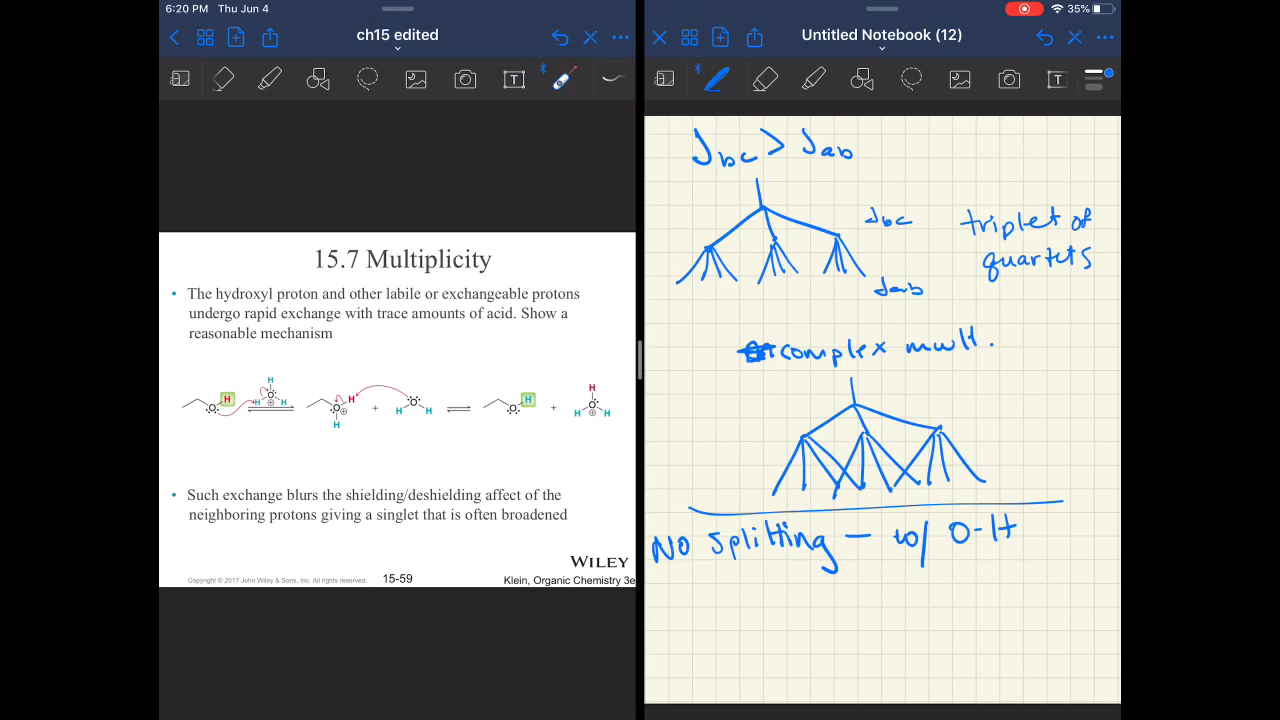 6:20 PM Thu Jun 4
35%
ch15 edited
Untitled Notebook (12)
T
T
15.7 Multiplicity
• The hydroxyl proton and other labile or exchangeable protons
undergo rapid exchange with trace amounts of acid. Show a
reasonable mechanism
H
H O H O H H
H H O H H
H O H + O H H ⇌ O H + H O H H
• Such exchange blurs the shielding/deshielding affect of the
neighboring protons giving a singlet that is often broadened
WILEY
Copyright © 2017 John Wiley & Sons, Inc. All rights reserved.
15-59
Klein, Organic Chemistry 3e
Jbc > Jab
Jbc
triplet of
quartets
Jab
complex mult.
No splitting — w/ O-H